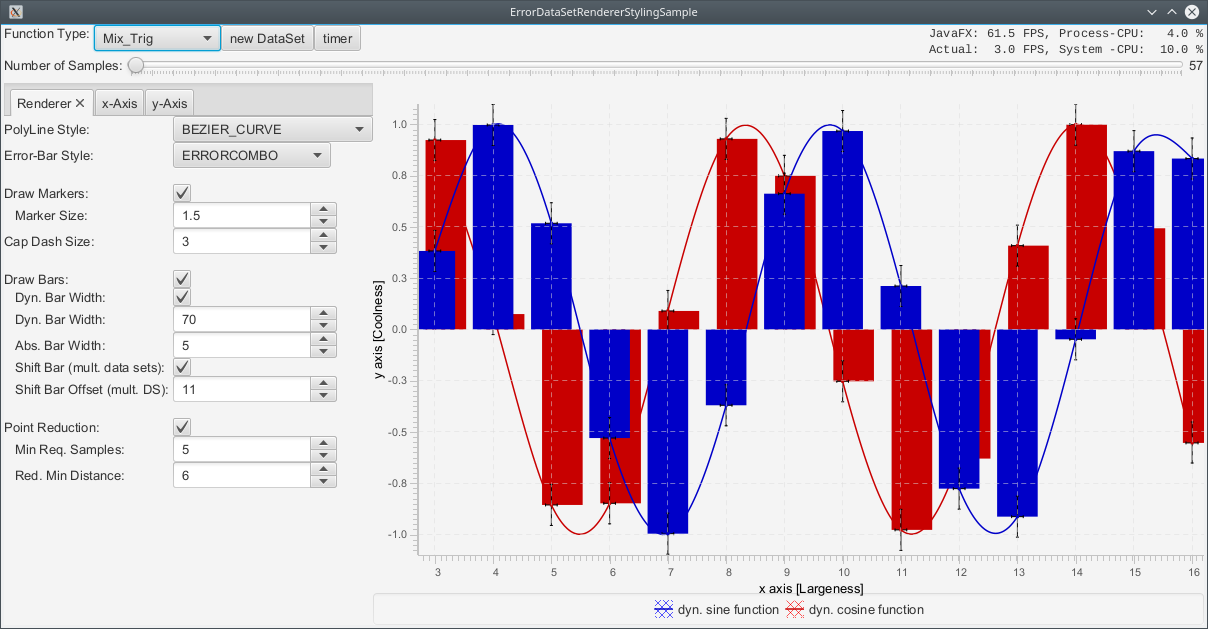 ErrorDataSetRendererStylingSample
Function Type: Mix_Trig new DataSet timer
JavaFX: 61.5 FPS, Process-CPU: 4.0 %
Actual: 3.0 FPS, System -CPU: 10.0 %
Number of Samples: 57
Renderer x-Axis y-Axis
PolyLine Style: BEZIER_CURVE
Error-Bar Style: ERRORCOMBO
Draw Markers:
Marker Size: 1.5
Cap Dash Size: 3
Draw Bars:
Dyn. Bar Width:
Dyn. Bar Width: 70
Abs. Bar Width: 5
Shift Bar (mult. data sets):
Shift Bar Offset (mult. DS): 11
Point Reduction:
Min Req. Samples: 5
Red. Min Distance: 6
y axis [Coolness]
1.0
0.8
0.5
0.3
0.0
-0.3
-0.5
-0.8
-1.0
3 4 5 6 7 8 9 10 11 12 13 14 15 16
x axis [Largeness]
dyn. sine function dyn. cosine function